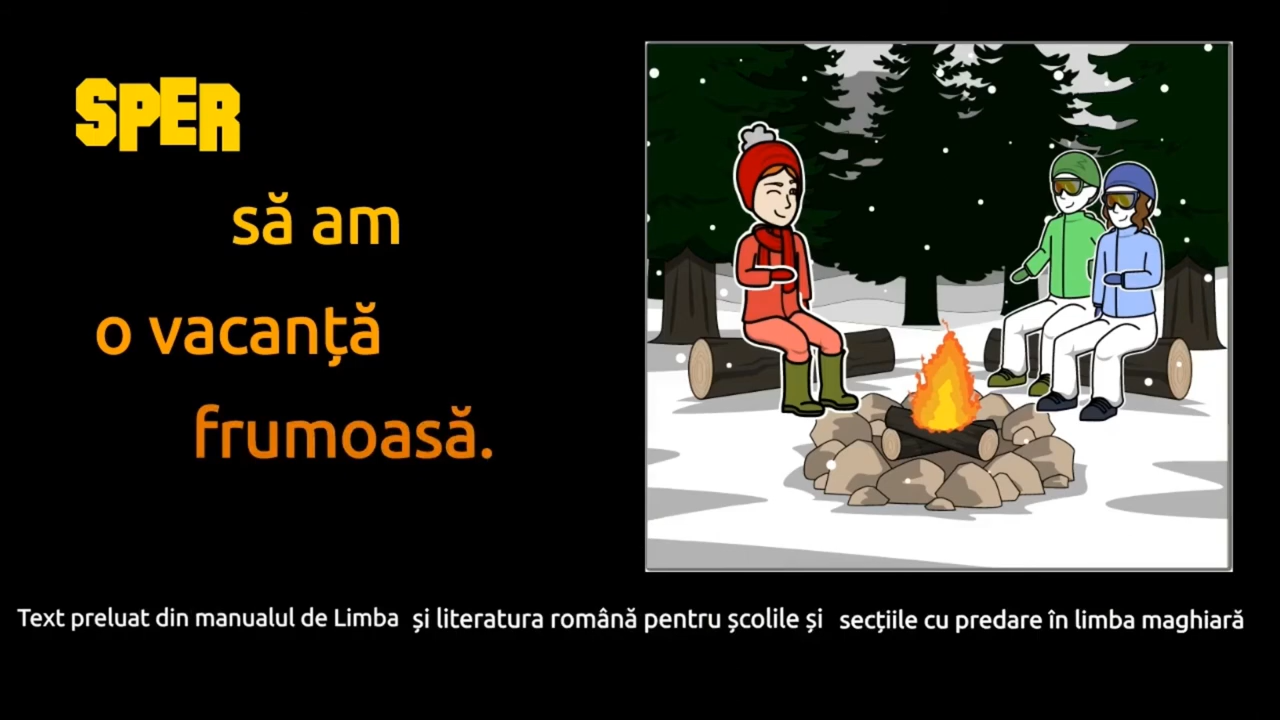 SPER
să am
o vacanță
frumoasă.
Text preluat din manualul de Limba și literatura română pentru școlile și secțiile cu predare în limba maghiară